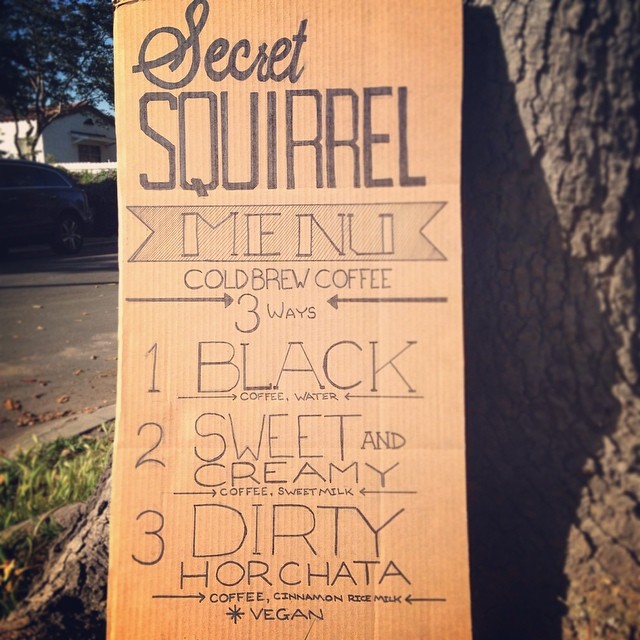 Secret
SQUIRREL
MENU
COLD BREW COFFEE
3 WAYS
1 BLACK
COFFEE, WATER
2 SWEET AND
CREAMY
COFFEE, SWEET MILK
3 DIRTY
HORCHATA
COFFEE, CINNAMON RICE MILK
*VEGAN